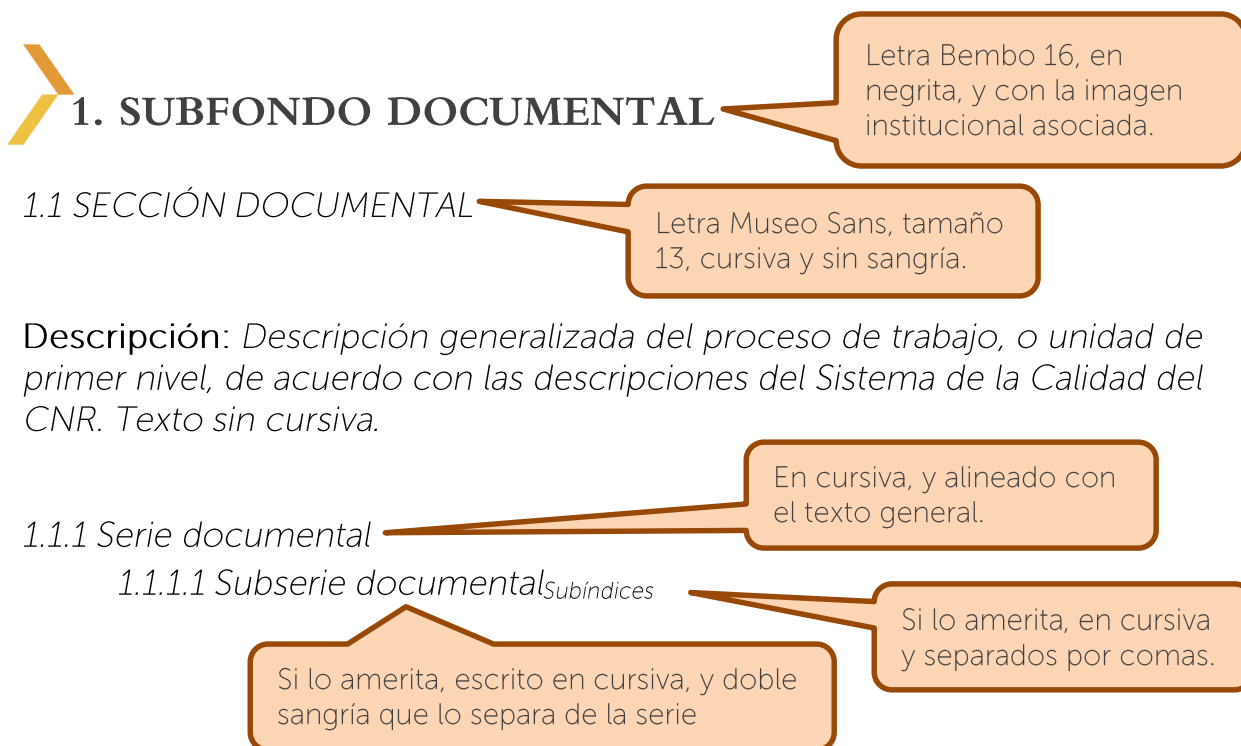 Letra Bembo 16, en
negrita, y con la imagen
institucional asociada.
1. SUBFONDO DOCUMENTAL
1.1 SECCIÓN DOCUMENTAL
Letra Museo Sans, tamaño
13, cursiva y sin sangría.
Descripción: Descripción generalizada del proceso de trabajo, o unidad de
primer nivel, de acuerdo con las descripciones del Sistema de la Calidad del
CNR. Texto sin cursiva.
En cursiva, y alineado con
el texto general.
1.1.1 Serie documental
1.1.1.1 Subserie documental Subíndices
Si lo amerita, en cursiva
y separados por comas.
Si lo amerita, escrito en cursiva, y doble
sangría que lo separa de la serie